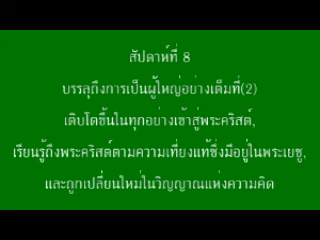 สัปดาห์ที่ 8
บรรลุถึงการเป็นผู้ใหญ่อย่างเต็มที่(2)
เติบโตขึ้นในทุกอย่างเข้าสู่พระคริสต์,
เรียนรู้ถึงพระคริสต์ตามความเที่ยงแท้ซึ่งมีอยู่ในพระเยซู,
และถูกเปลี่ยนใหม่ในวิญญาณแห่งความคิด